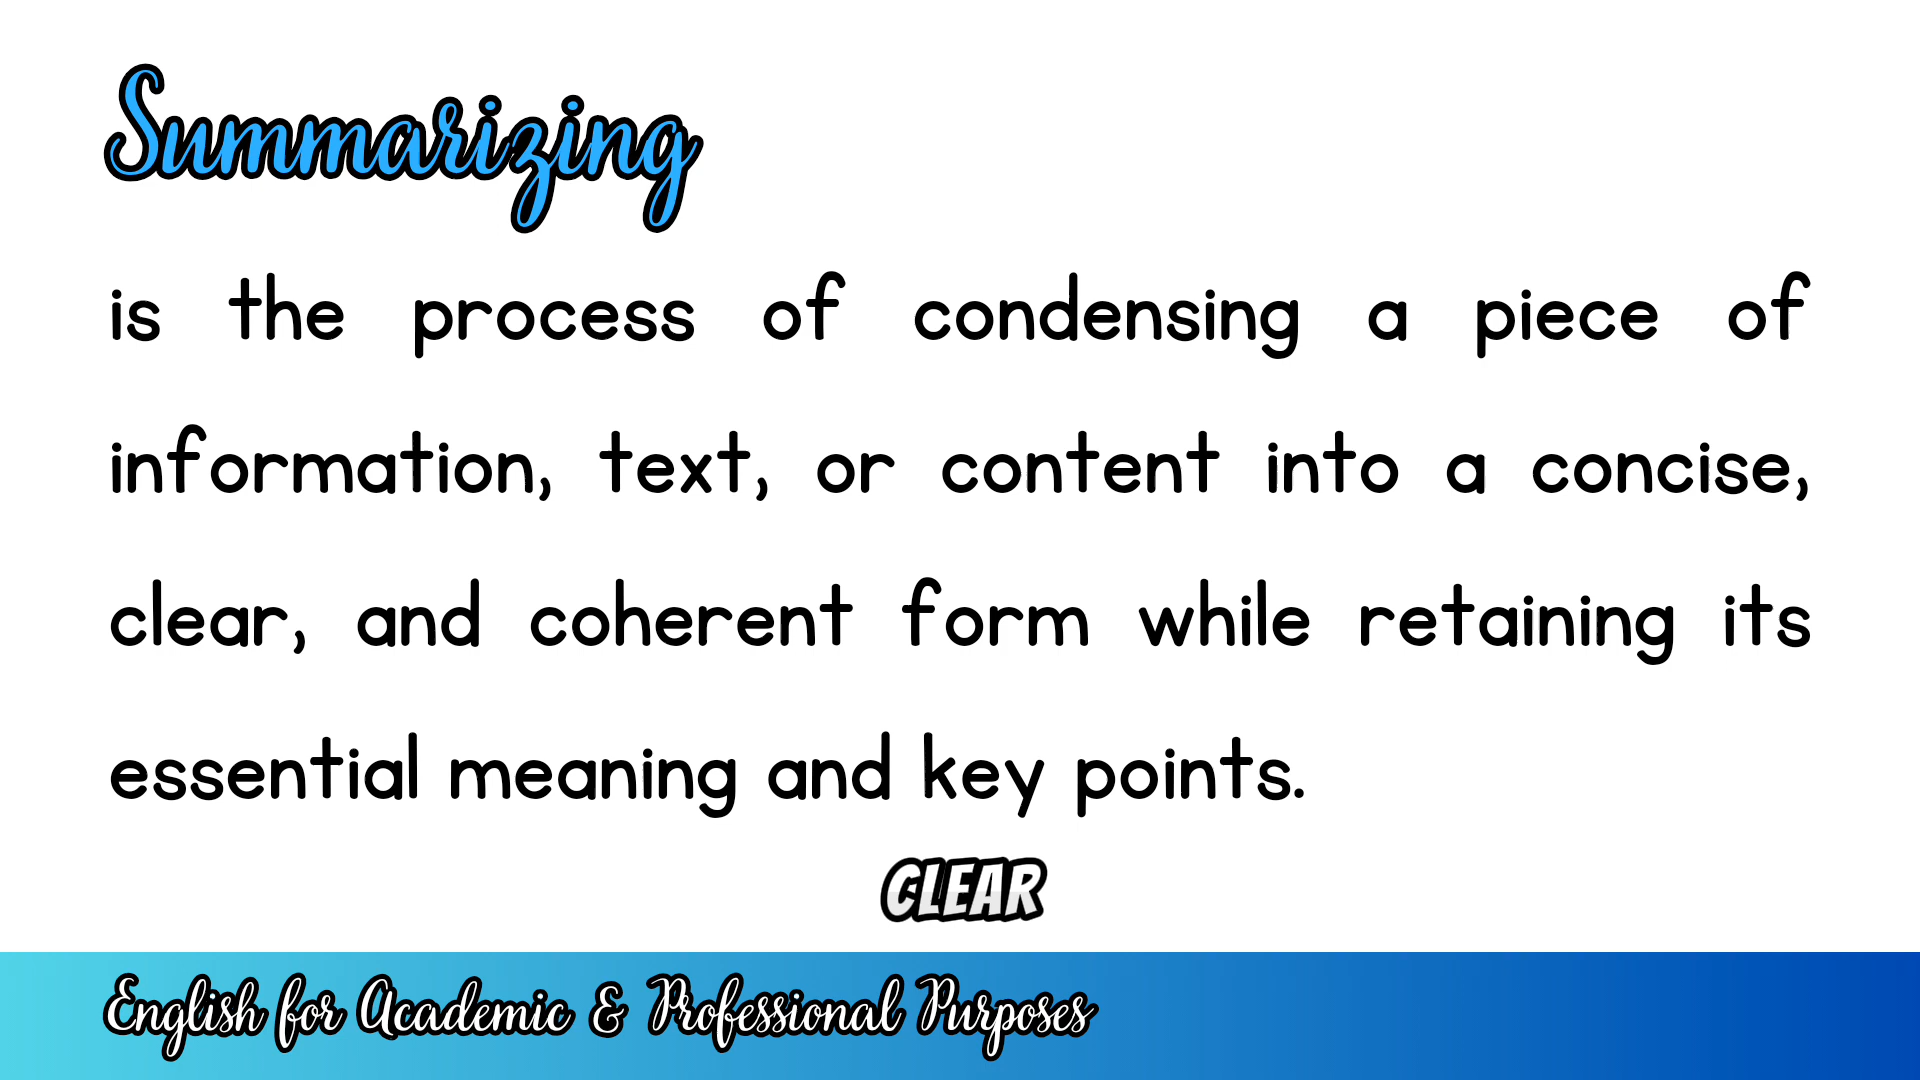 Summarizing
is the process of condensing a piece of
information, text, or content into a concise,
clear, and coherent form while retaining its
essential meaning and key points.
CLEAR
English for Academic & Professional Purposes